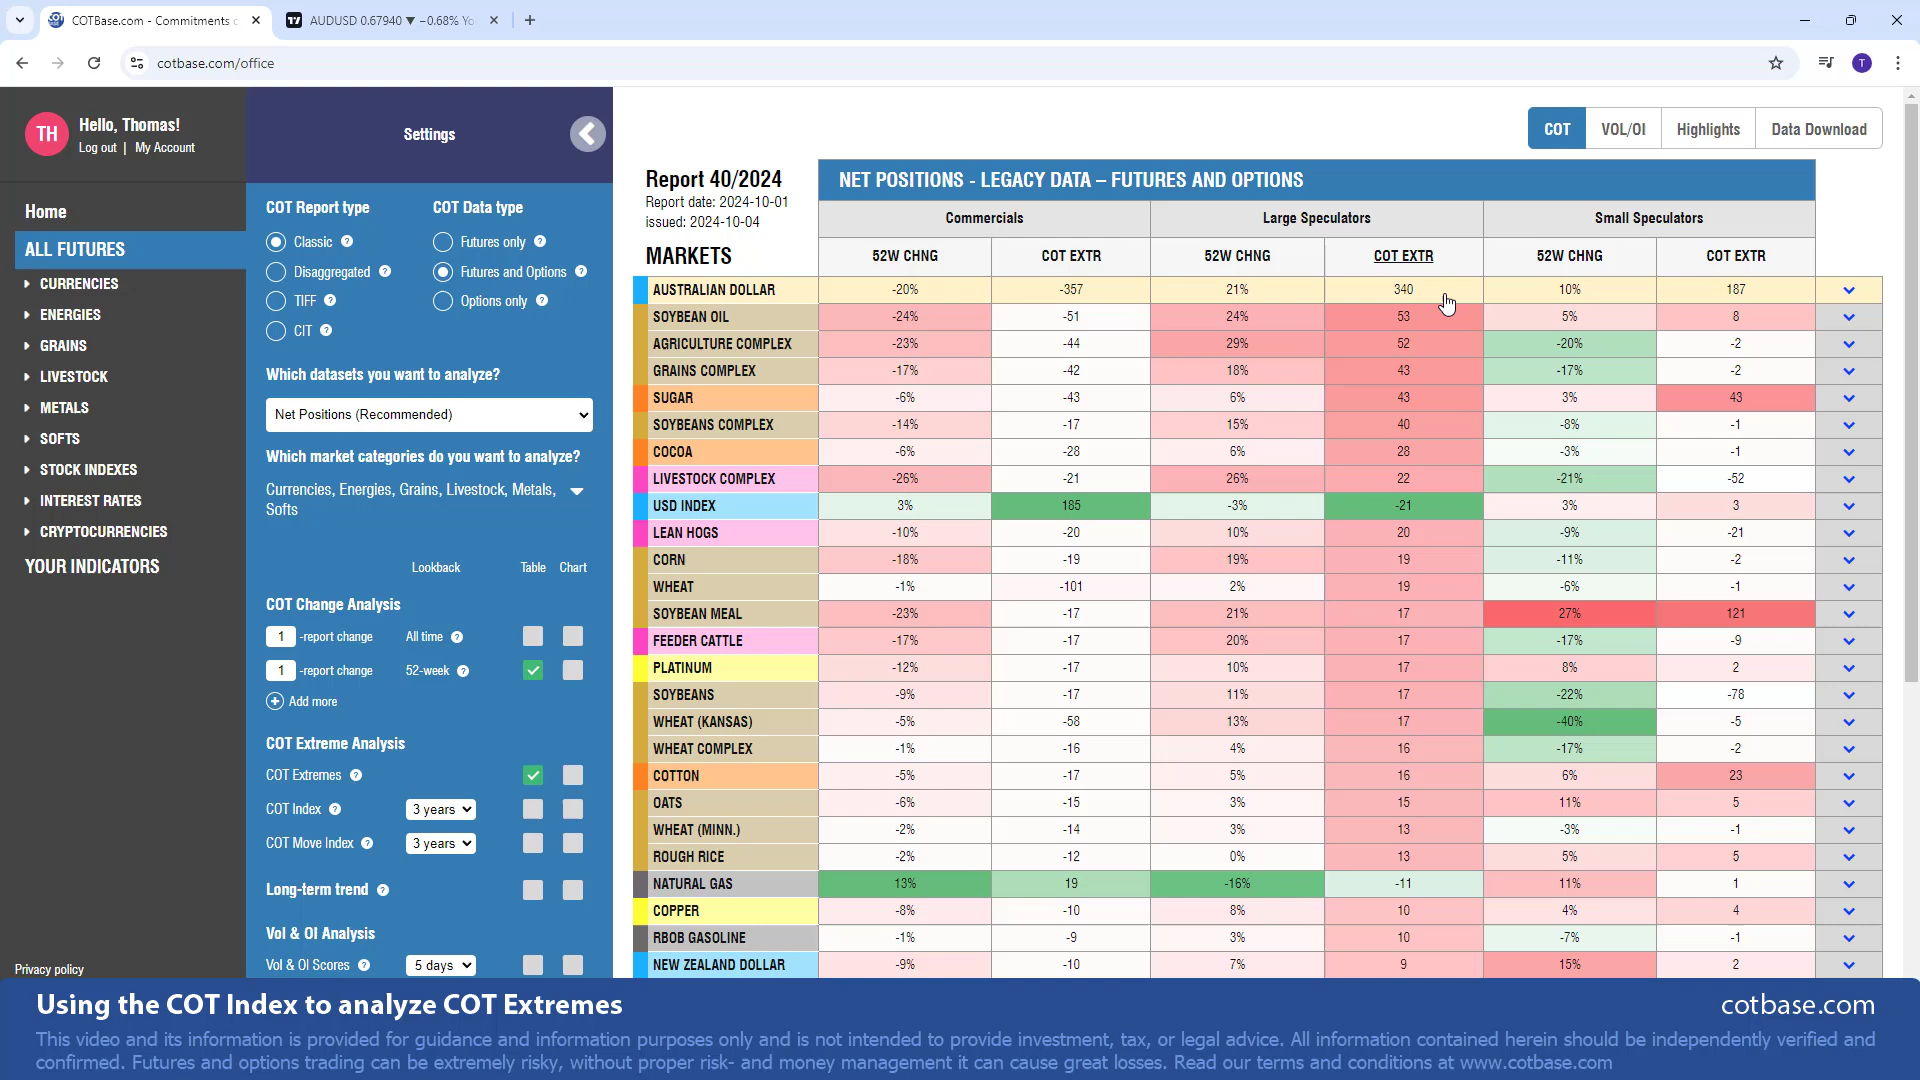 COTBase.com - Commitments o
AUDUSD 0.67940 ▼ −0.68% Yo
cotbase.com/office
T
TH
Hello, Thomas!
Log out | My Account
Home
ALL FUTURES
CURRENCIES
ENERGIES
GRAINS
LIVESTOCK
METALS
SOFTS
STOCK INDEXES
INTEREST RATES
CRYPTOCURRENCIES
YOUR INDICATORS
Privacy policy
Settings
COT Report type
COT Data type
Classic ?
Futures only ?
Disaggregated ?
Futures and Options ?
TIFF ?
Options only ?
CIT ?
Which datasets you want to analyze?
Net Positions (Recommended)
Which market categories do you want to analyze?
Currencies, Energies, Grains, Livestock, Metals,
Softs
Lookback Table Chart
COT Change Analysis
1 -report change All time ?
1 -report change 52-week ?
Add more
COT Extreme Analysis
COT Extremes ?
COT Index ? 3 years
COT Move Index ? 3 years
Long-term trend ?
Vol & OI Analysis
Vol & OI Scores ? 5 days
COT VOL/OI Highlights Data Download
Report 40/2024
Report date: 2024-10-01
issued: 2024-10-04
NET POSITIONS - LEGACY DATA – FUTURES AND OPTIONS
Commercials Large Speculators Small Speculators
MARKETS 52W CHNG COT EXTR 52W CHNG COT EXTR 52W CHNG COT EXTR
AUSTRALIAN DOLLAR -20% -357 21% 340 10% 187
SOYBEAN OIL -24% -51 24% 53 5% 8
AGRICULTURE COMPLEX -23% -44 29% 52 -20% -2
GRAINS COMPLEX -17% -42 18% 43 -17% -2
SUGAR -6% -43 6% 43 3% 43
SOYBEANS COMPLEX -14% -17 15% 40 -8% -1
COCOA -6% -28 6% 28 -3% -1
LIVESTOCK COMPLEX -26% -21 26% 22 -21% -52
USD INDEX 3% 185 -3% -21 3% 3
LEAN HOGS -10% -20 10% 20 -9% -21
CORN -18% -19 19% 19 -11% -2
WHEAT -1% -101 2% 19 -6% -1
SOYBEAN MEAL -23% -17 21% 17 27% 121
FEEDER CATTLE -17% -17 20% 17 -17% -9
PLATINUM -12% -17 10% 17 8% 2
SOYBEANS -9% -17 11% 17 -22% -78
WHEAT (KANSAS) -5% -58 13% 17 -40% -5
WHEAT COMPLEX -1% -16 4% 16 -17% -2
COTTON -5% -17 5% 16 6% 23
OATS -6% -15 3% 15 11% 5
WHEAT (MINN.) -2% -14 3% 13 -3% -1
ROUGH RICE -2% -12 0% 13 5% 5
NATURAL GAS 13% 19 -16% -11 11% 1
COPPER -8% -10 8% 10 4% 4
RBOB GASOLINE -1% -9 3% 10 -7% -1
NEW ZEALAND DOLLAR -9% -10 7% 9 15% 2
Using the COT Index to analyze COT Extremes
cotbase.com
This video and its information is provided for guidance and information purposes only and is not intended to provide investment, tax, or legal advice. All information contained herein should be independently verified and
confirmed. Futures and options trading can be extremely risky, without proper risk- and money management it can cause great losses. Read our terms and conditions at www.cotbase.com